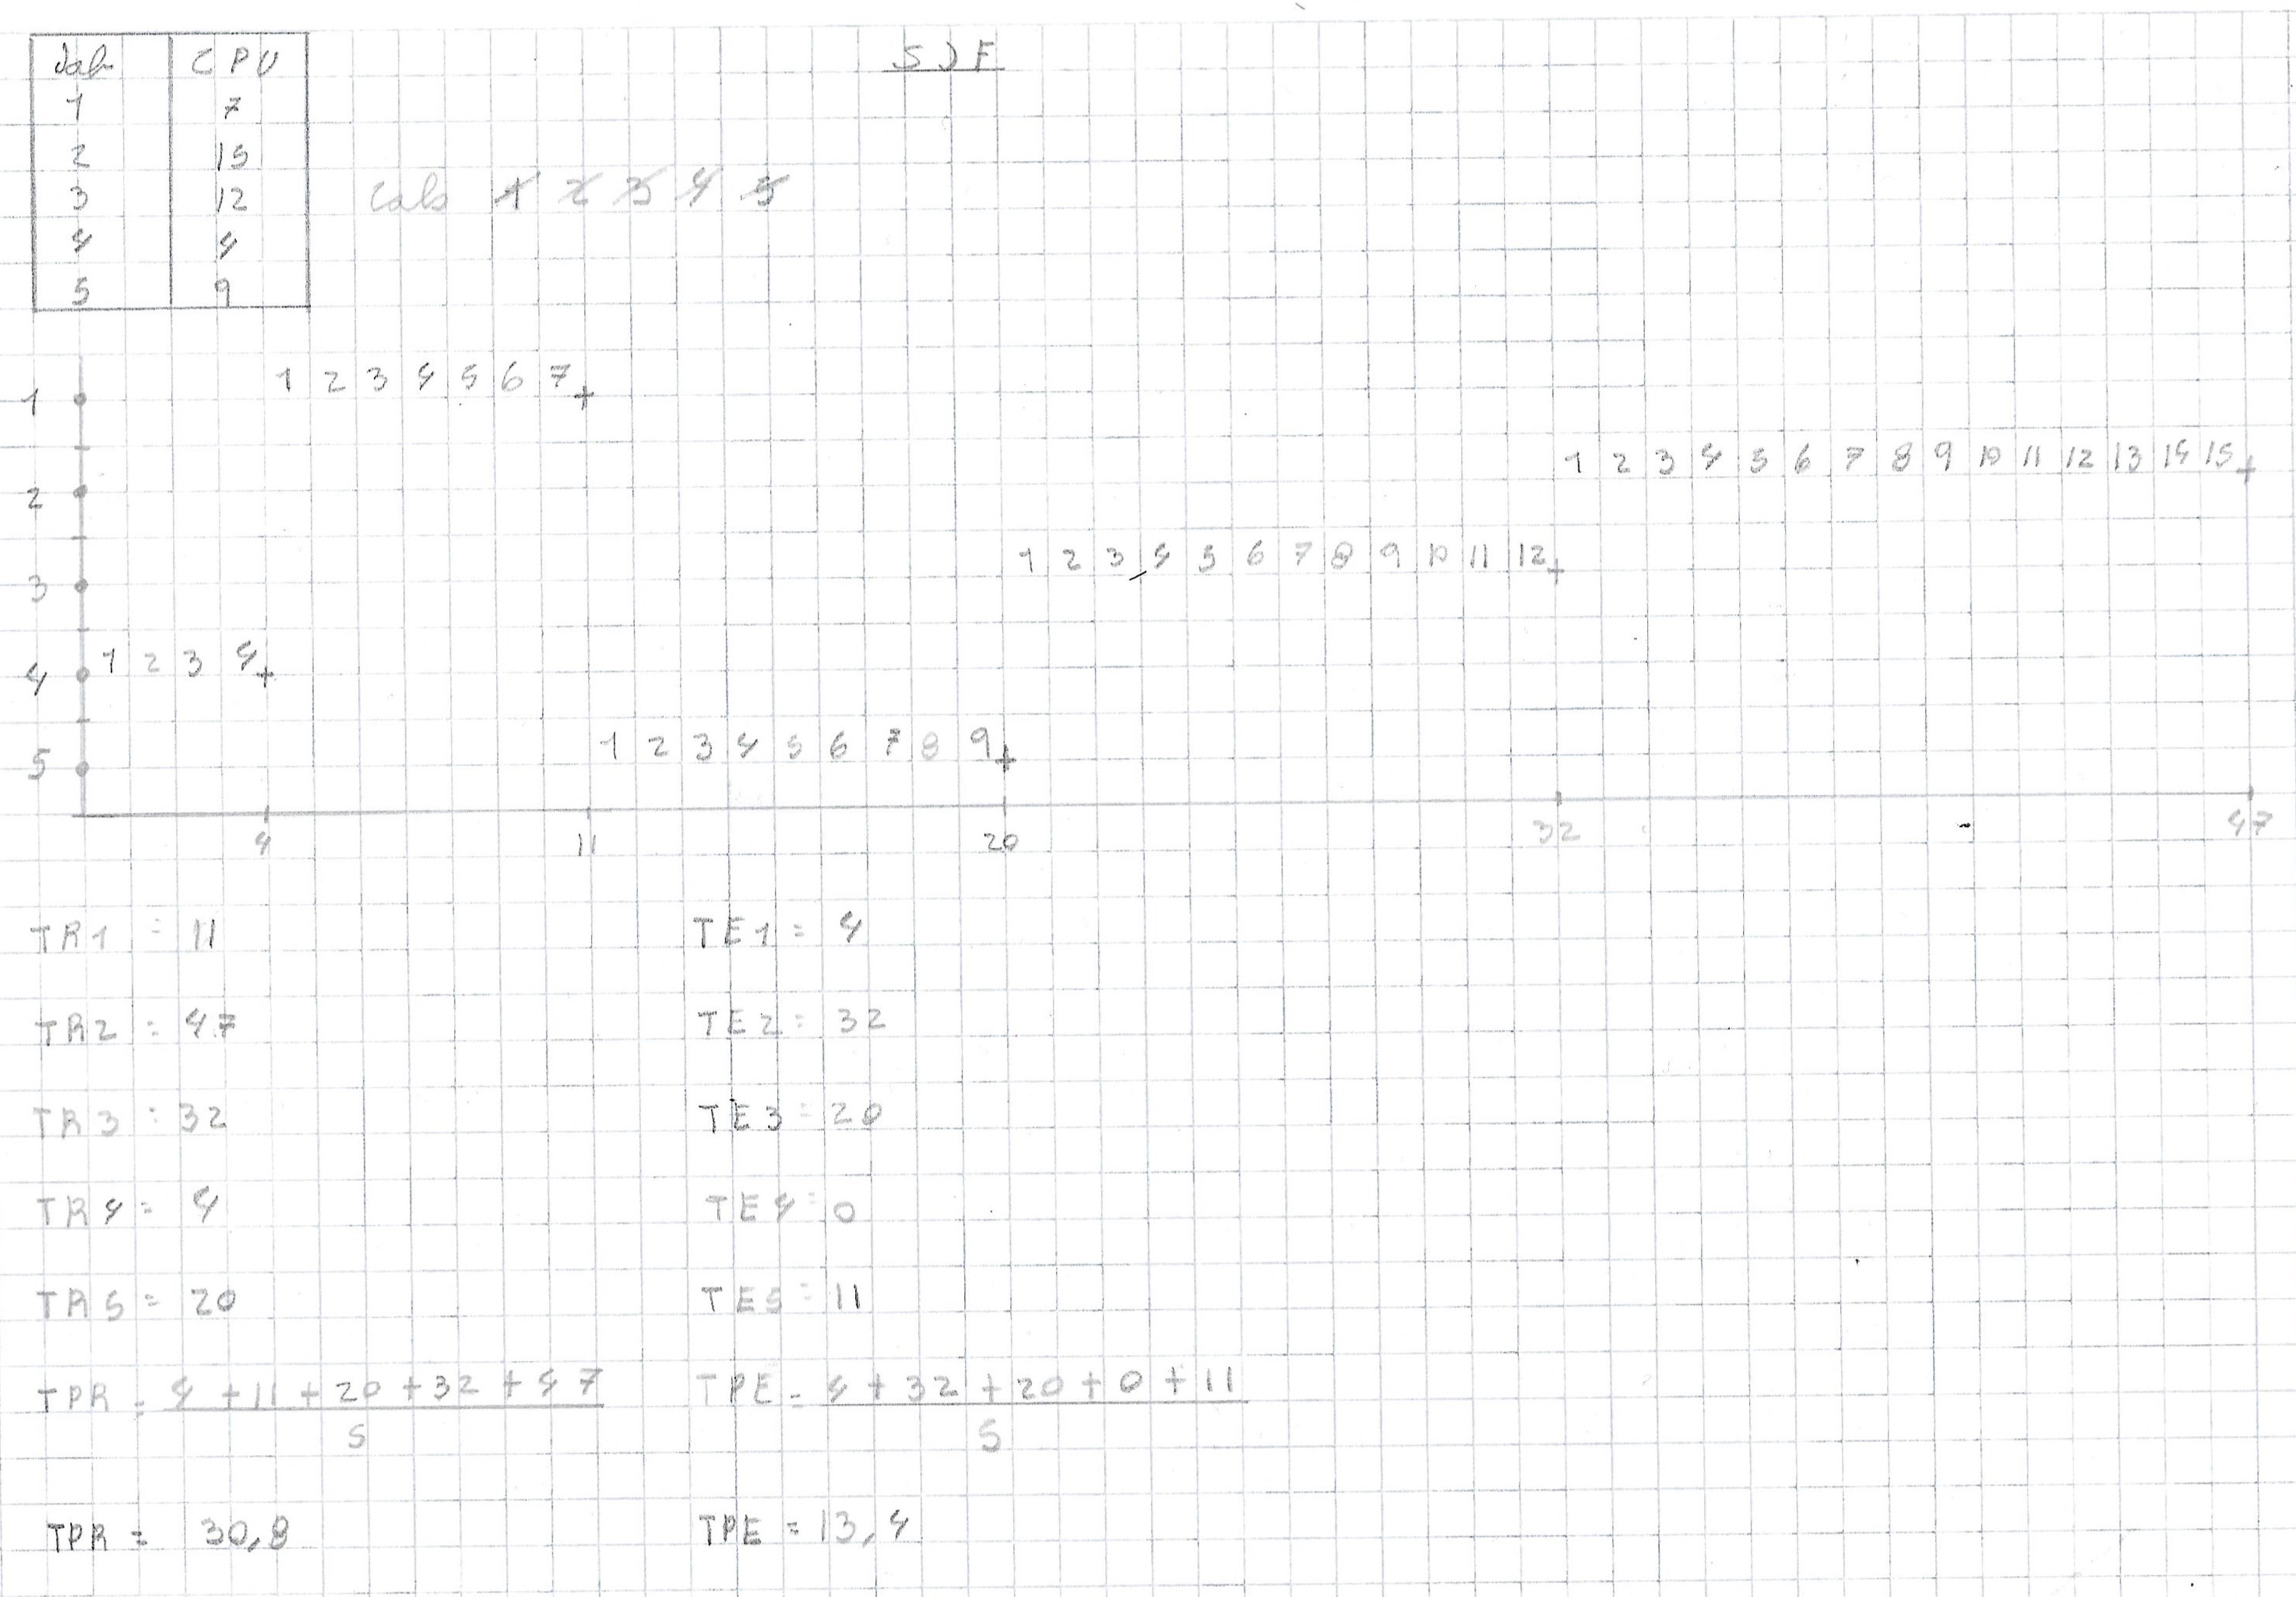 SJF
Job CPU
1 7
2 15
3 12
4 4
5 9
Cola 1 2 3 4 5
1 1 2 3 4 5 6 7
2 1 2 3 4 5 6 7 8 9 10 11 12 13 14 15
3 1 2 3 4 5 6 7 8 9 10 11 12
4 1 2 3 4
5 1 2 3 4 5 6 7 8 9
4 11 20 32 47
TR1 = 11 TE1 = 4
TR2 = 47 TE2 = 32
TR3 = 32 TE3 = 20
TR4 = 4 TE4 = 0
TR5 = 20 TE5 = 11
TPR = 4 + 11 + 20 + 32 + 47 TPE = 4 + 32 + 20 + 0 + 11
5 5
TPR = 30,8 TPE = 13,4